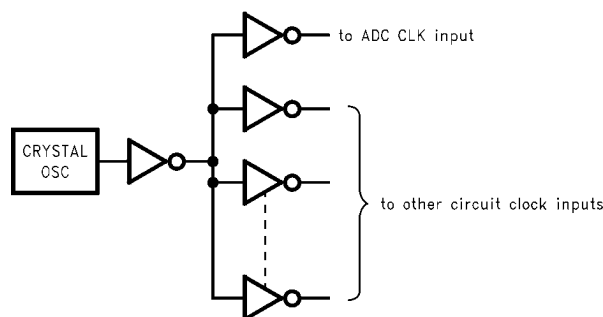 to ADC CLK input
CRYSTAL
OSC
to other circuit clock inputs